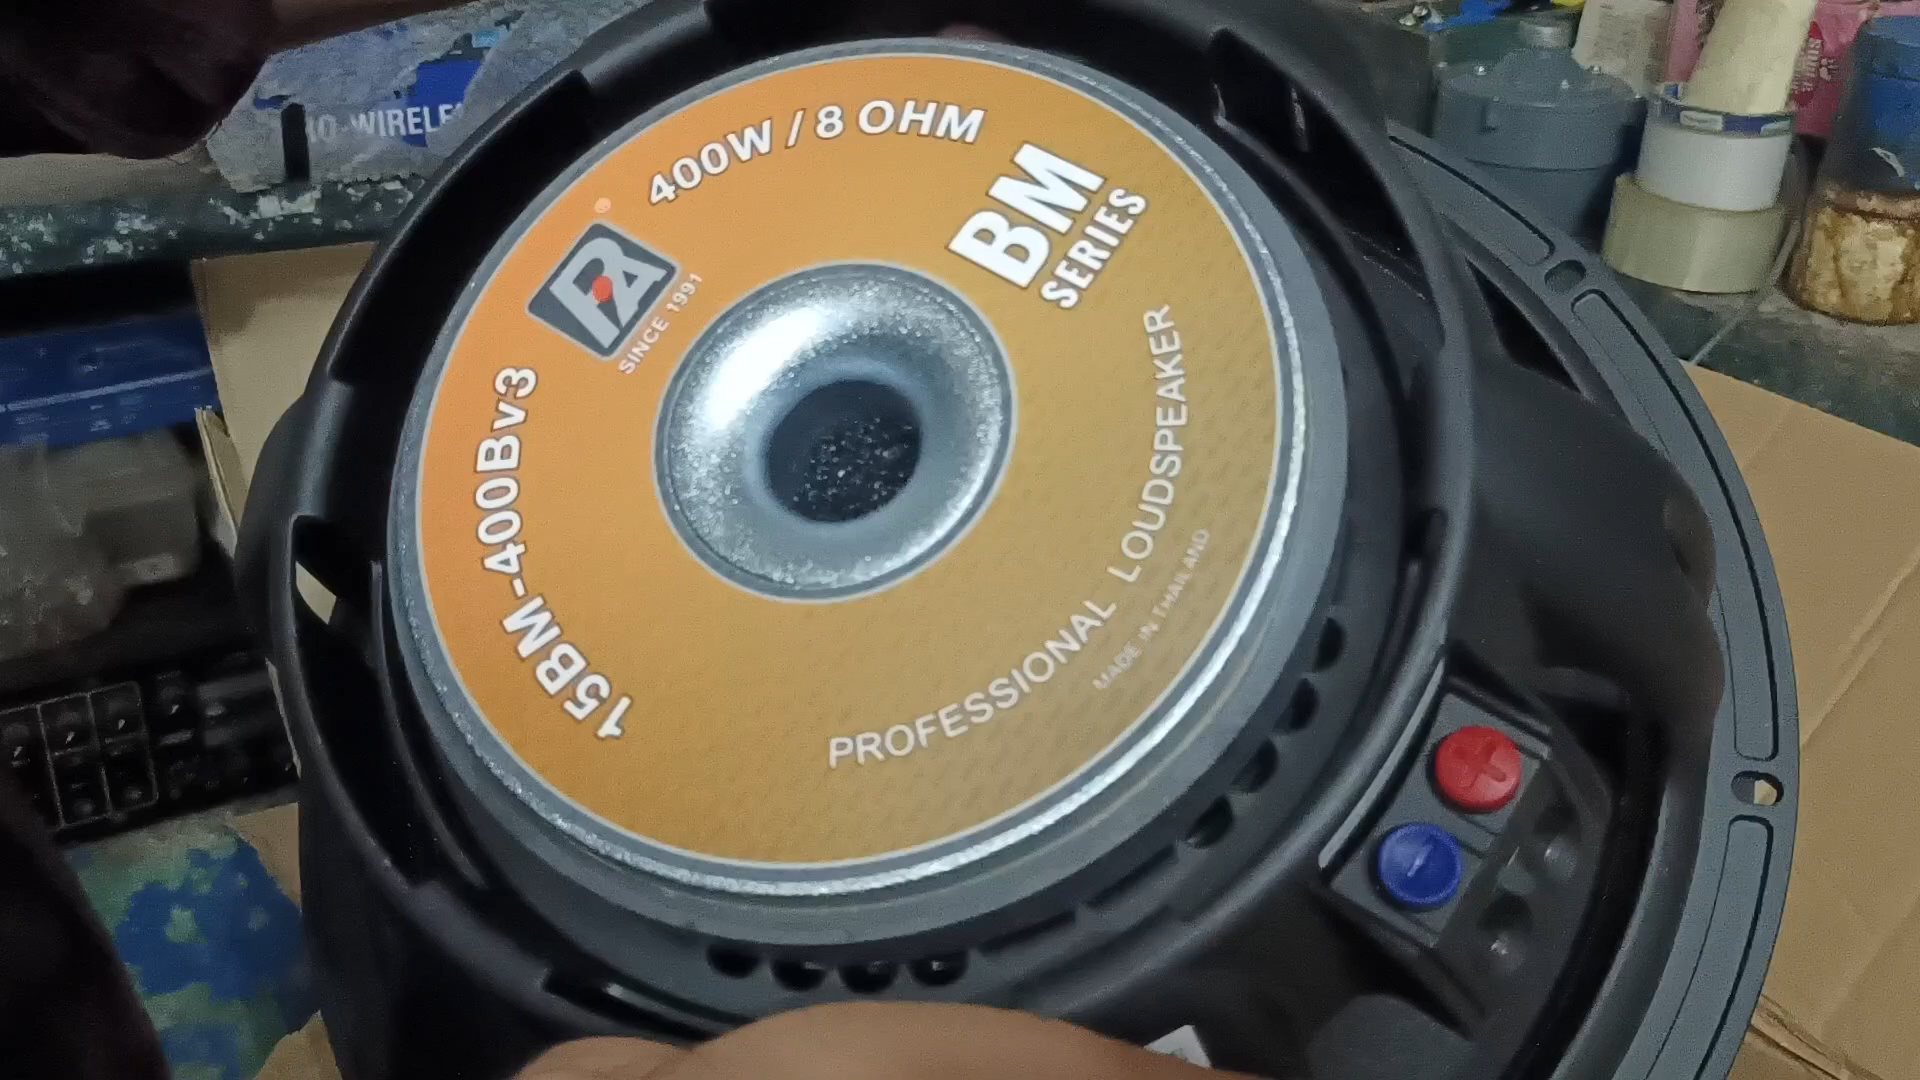 400W / 8 OHM
BM
SERIES
PA
®
SINCE 1991
15BM-400Bv3
PROFESSIONAL LOUDSPEAKER
MADE IN THAILAND